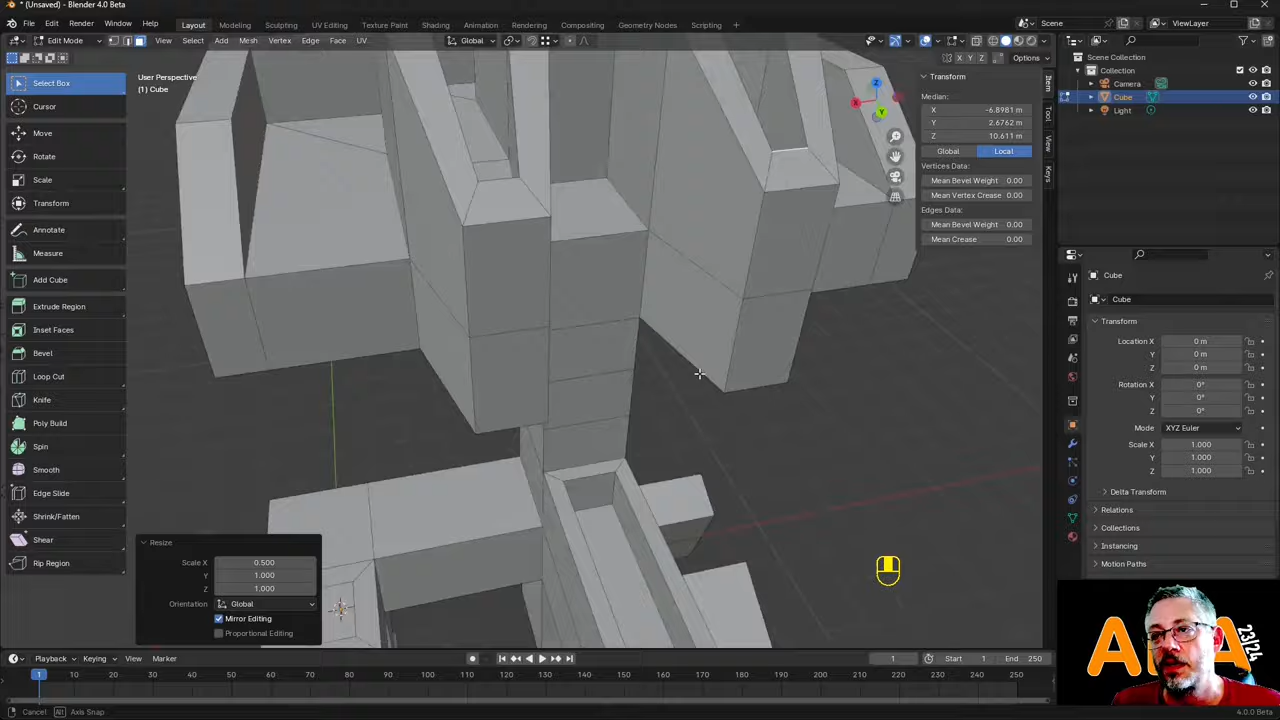 * (Unsaved) - Blender 4.0 Beta
File Edit Render Window Help
Layout Modeling Sculpting UV Editing Texture Paint Shading Animation Rendering Compositing Geometry Nodes Scripting +
Scene
ViewLayer
Edit Mode
View Select Add Mesh Vertex Edge Face UV
Global
X Y Z
Options
Select Box
Cursor
Move
Rotate
Scale
Transform
Annotate
Measure
Add Cube
Extrude Region
Inset Faces
Bevel
Loop Cut
Knife
Poly Build
Spin
Smooth
Edge Slide
Shrink/Fatten
Shear
Rip Region
User Perspective
(1) Cube
Z
X
Y
Transform
Median:
X -6.8981 m
Y 2.6762 m
Z 10.611 m
Global Local
Vertices Data:
Mean Bevel Weight 0.00
Mean Vertex Crease 0.00
Edges Data:
Mean Bevel Weight 0.00
Mean Crease 0.00
Item
Tool
View
Keys
Scene Collection
Collection
Camera
Cube
Light
Cube
Cube
Transform
Location X 0 m
Y 0 m
Z 0 m
Rotation X 0°
Y 0°
Z 0°
Mode XYZ Euler
Scale X 1.000
Y 1.000
Z 1.000
Delta Transform
Relations
Collections
Instancing
Motion Paths
Resize
Scale X 0.500
Y 1.000
Z 1.000
Orientation Global
Mirror Editing
Proportional Editing
Playback Keying View Marker
1
Start 1
End 250
1 10 20 30 40 50 60 70 80 90 100 110 120 130 140 150 160 170 180 190 200 210 220 230 240 250
Cancel Alt Axis Snap
4.0.0 Beta
23/24